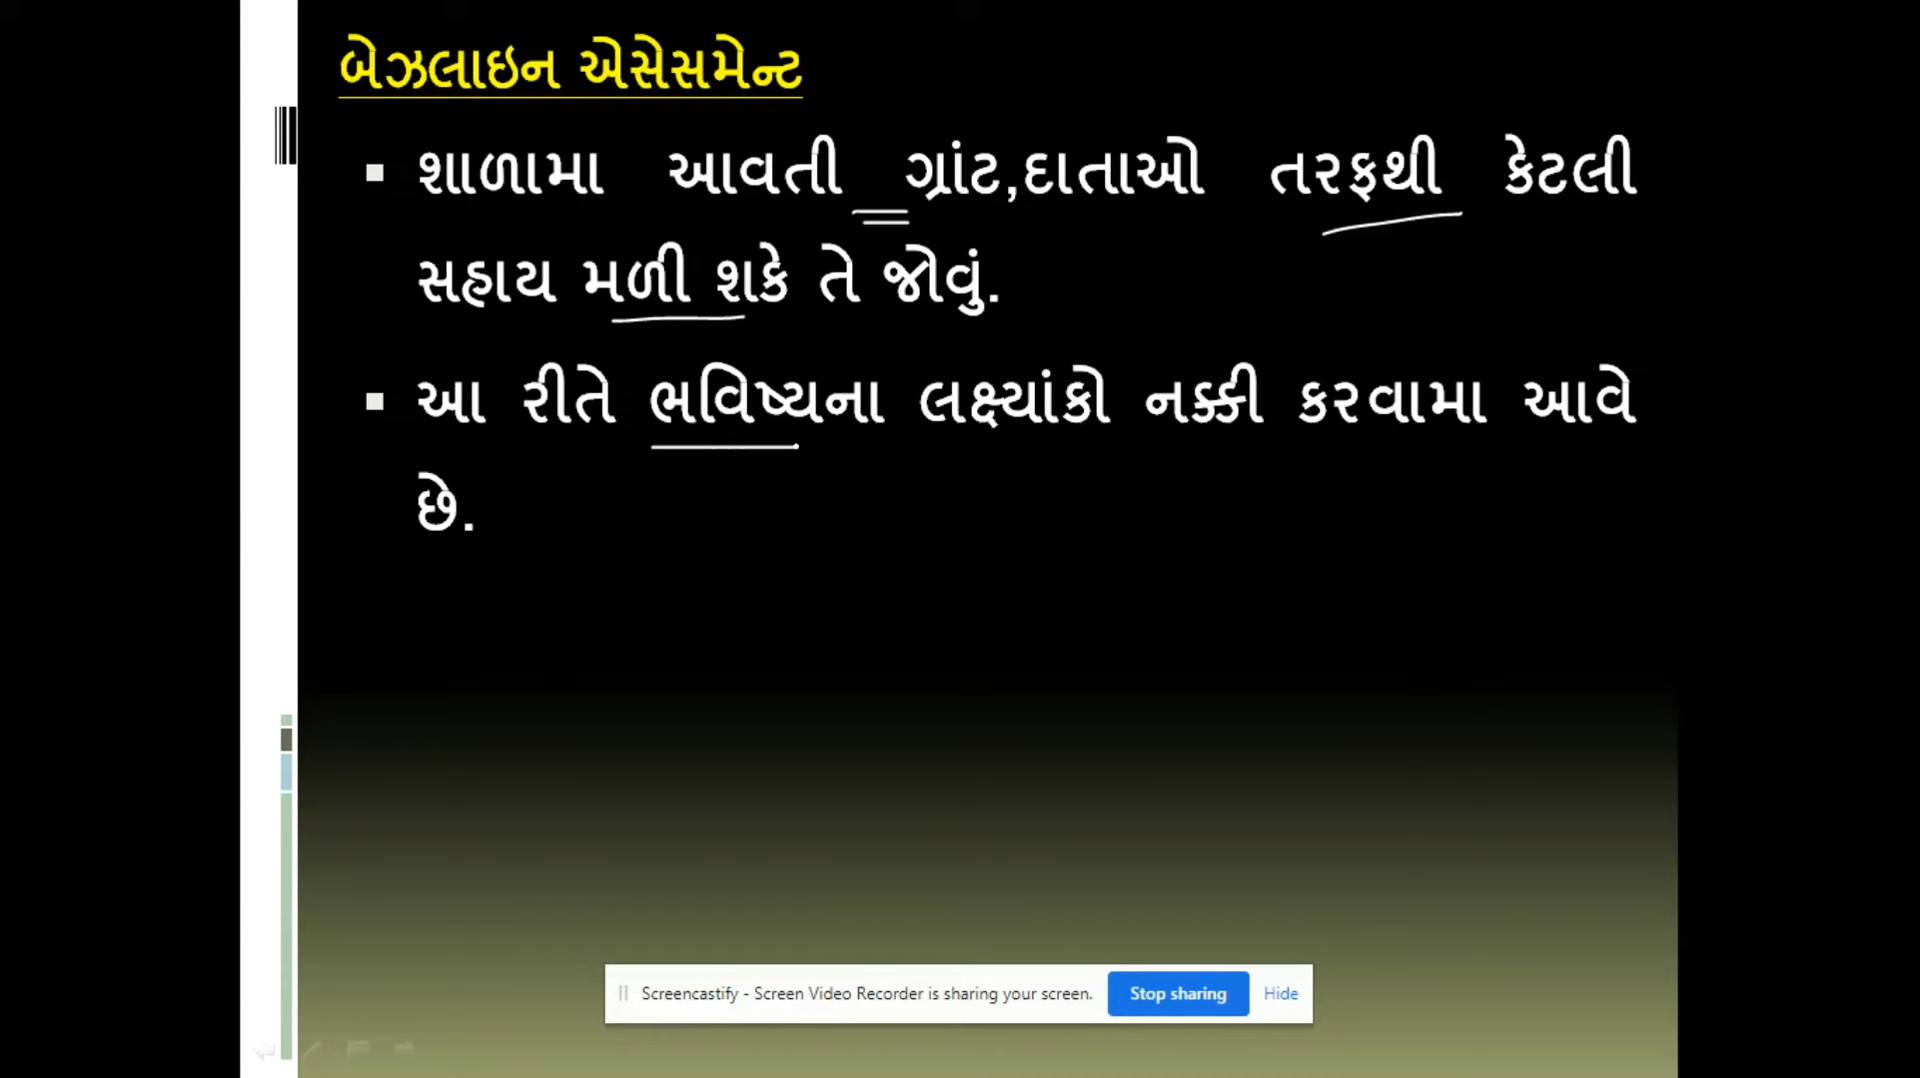 બેઝલાઇન એસેસમેન્ટ
▪ શાળામા આવતી ગ્રાંટ,દાતાઓ તરફથી કેટલી
સહાય મળી શકે તે જોવું.
▪ આ રીતે ભવિષ્યના લક્ષ્યાંકો નક્કી કરવામા આવે
છે.
Screencastify - Screen Video Recorder is sharing your screen. Stop sharing Hide